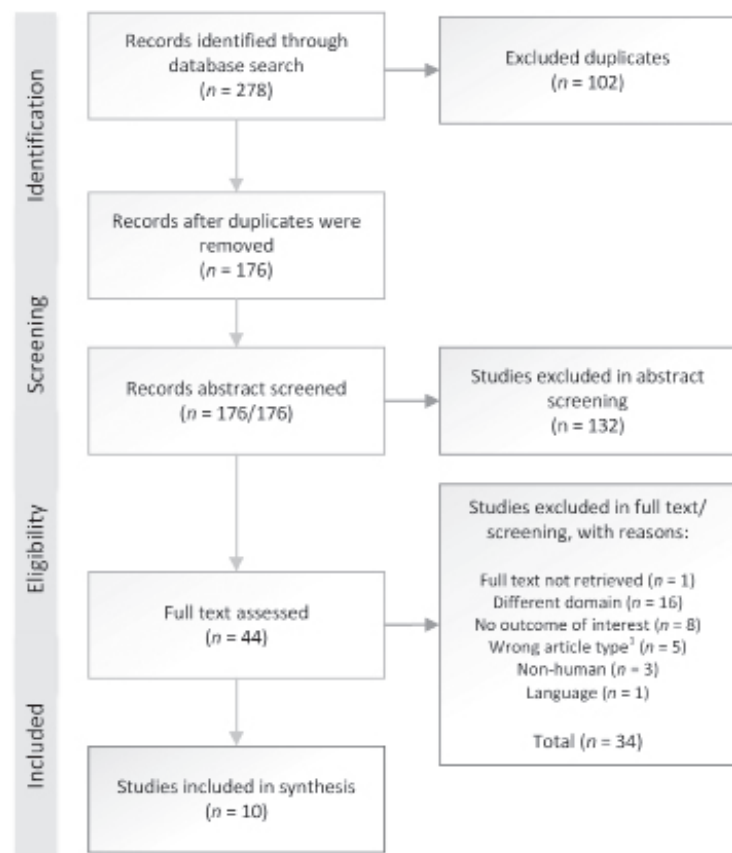 Identification
Records identified through
database search
(n = 278)
Excluded duplicates
(n = 102)
Records after duplicates were
removed
(n = 176)
Screening
Records abstract screened
(n = 176/176)
Studies excluded in abstract
screening
(n = 132)
Eligibility
Full text assessed
(n = 44)
Studies excluded in full text/
screening, with reasons:
Full text not retrieved (n = 1)
Different domain (n = 16)
No outcome of interest (n = 8)
Wrong article type¹ (n = 5)
Non-human (n = 3)
Language (n = 1)
Total (n = 34)
Included
Studies included in synthesis
(n = 10)